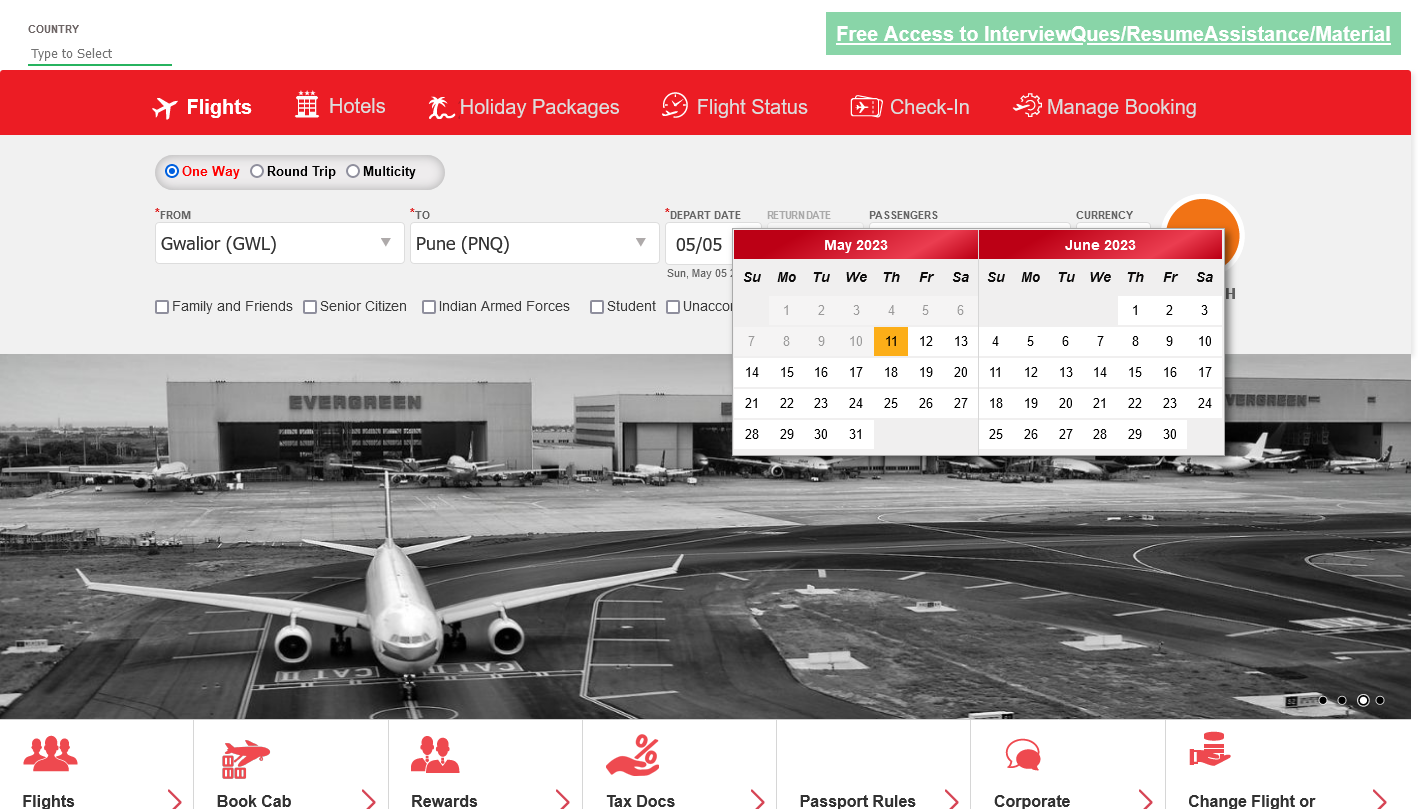 COUNTRY
Type to Select
Free Access to InterviewQues/ResumeAssistance/Material
Flights
Hotels
Holiday Packages
Flight Status
Check-In
Manage Booking
One Way
Round Trip
Multicity
*FROM
*TO
*DEPART DATE
RETURN DATE
PASSENGERS
CURRENCY
Gwalior (GWL)
Pune (PNQ)
05/05
Sun, May 05
Family and Friends
Senior Citizen
Indian Armed Forces
Student
May 2023
June 2023
Su Mo Tu We Th Fr Sa
Su Mo Tu We Th Fr Sa
1 2 3 4 5 6
1 2 3
7 8 9 10 11 12 13
4 5 6 7 8 9 10
14 15 16 17 18 19 20
11 12 13 14 15 16 17
21 22 23 24 25 26 27
18 19 20 21 22 23 24
28 29 30 31
25 26 27 28 29 30
H
EVERGREEN
CAT II
CAT II
Flights
Book Cab
Rewards
Tax Docs
Passport Rules
Corporate
Change Flight or